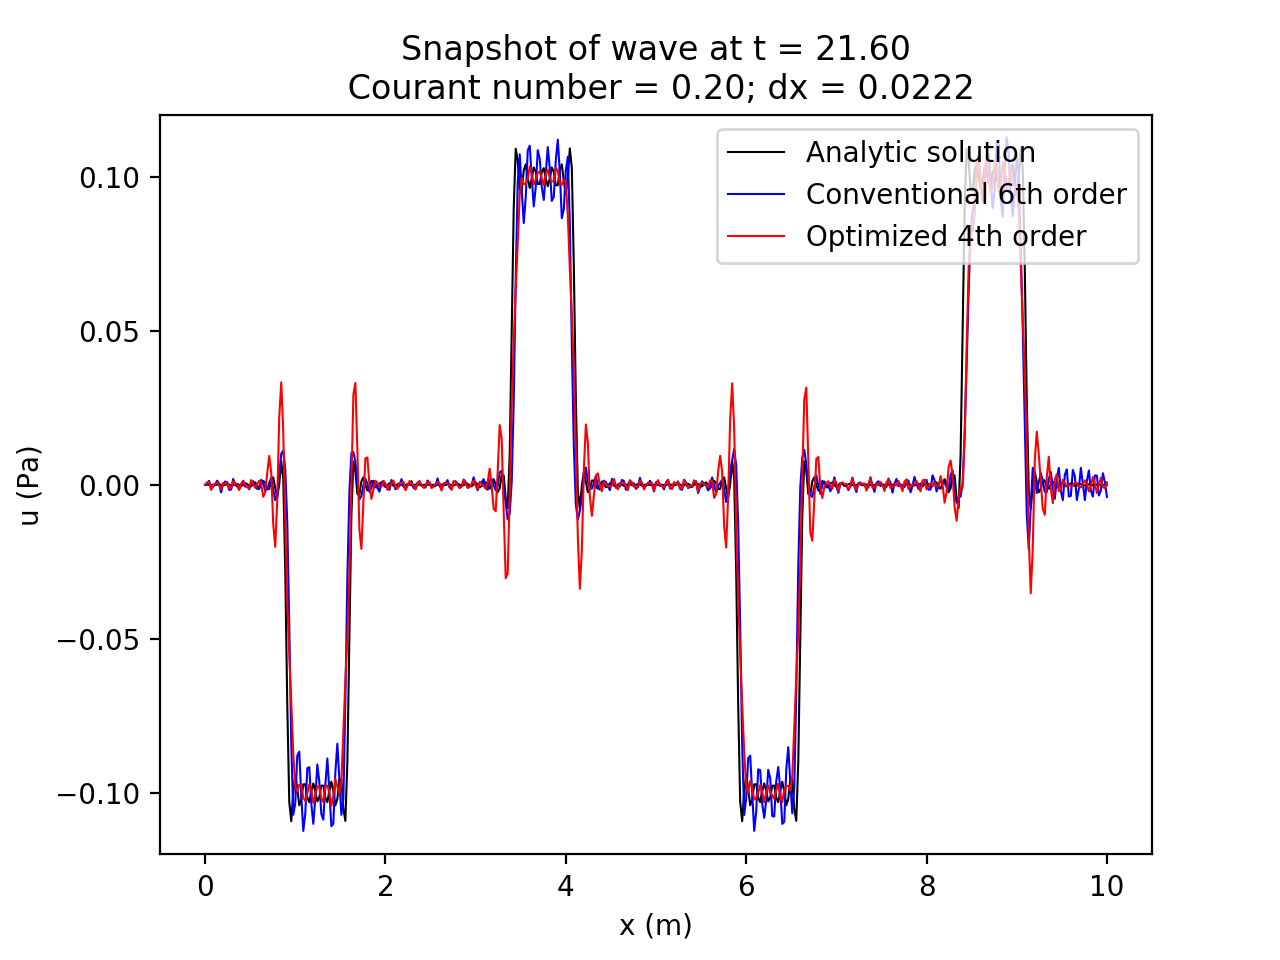 Snapshot of wave at t = 21.60
Courant number = 0.20; dx = 0.0222
Analytic solution
Conventional 6th order
Optimized 4th order
0.10
0.05
0.00
−0.05
−0.10
u (Pa)
0 2 4 6 8 10
x (m)